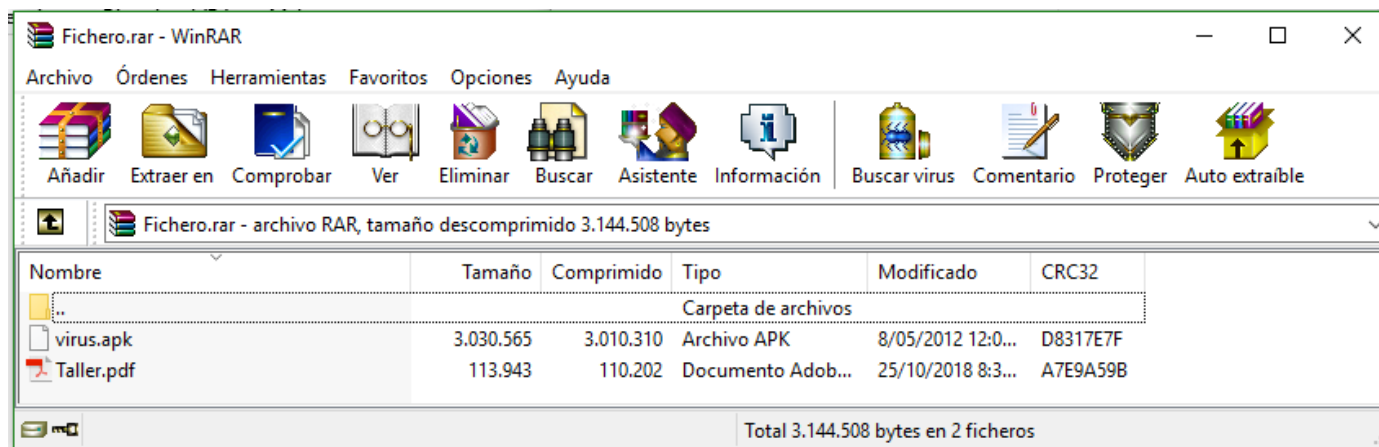 Fichero.rar - WinRAR
Archivo Órdenes Herramientas Favoritos Opciones Ayuda
Añadir Extraer en Comprobar Ver Eliminar Buscar Asistente Información Buscar virus Comentario Proteger Auto extraíble
Fichero.rar - archivo RAR, tamaño descomprimido 3.144.508 bytes
Nombre Tamaño Comprimido Tipo Modificado CRC32
.. Carpeta de archivos
virus.apk 3.030.565 3.010.310 Archivo APK 8/05/2012 12:0... D8317E7F
Taller.pdf 113.943 110.202 Documento Adob... 25/10/2018 8:3... A7E9A59B
Total 3.144.508 bytes en 2 ficheros